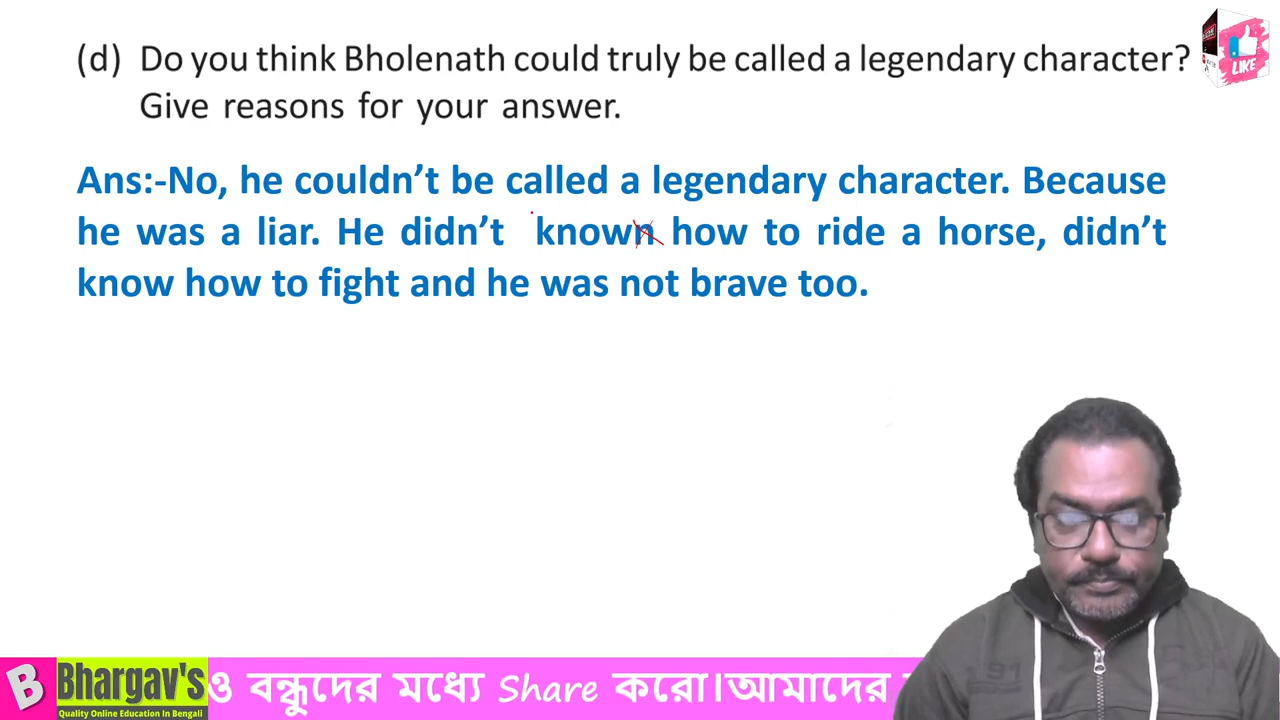 (d) Do you think Bholenath could truly be called a legendary character?
Give reasons for your answer.
LIKE
Ans:-No, he couldn't be called a legendary character. Because
he was a liar. He didn't known how to ride a horse, didn't
know how to fight and he was not brave too.
B Bhargav's
Quality Online Education In Bengali
ও বন্ধুদের মধ্যে Share করো।আমাদের